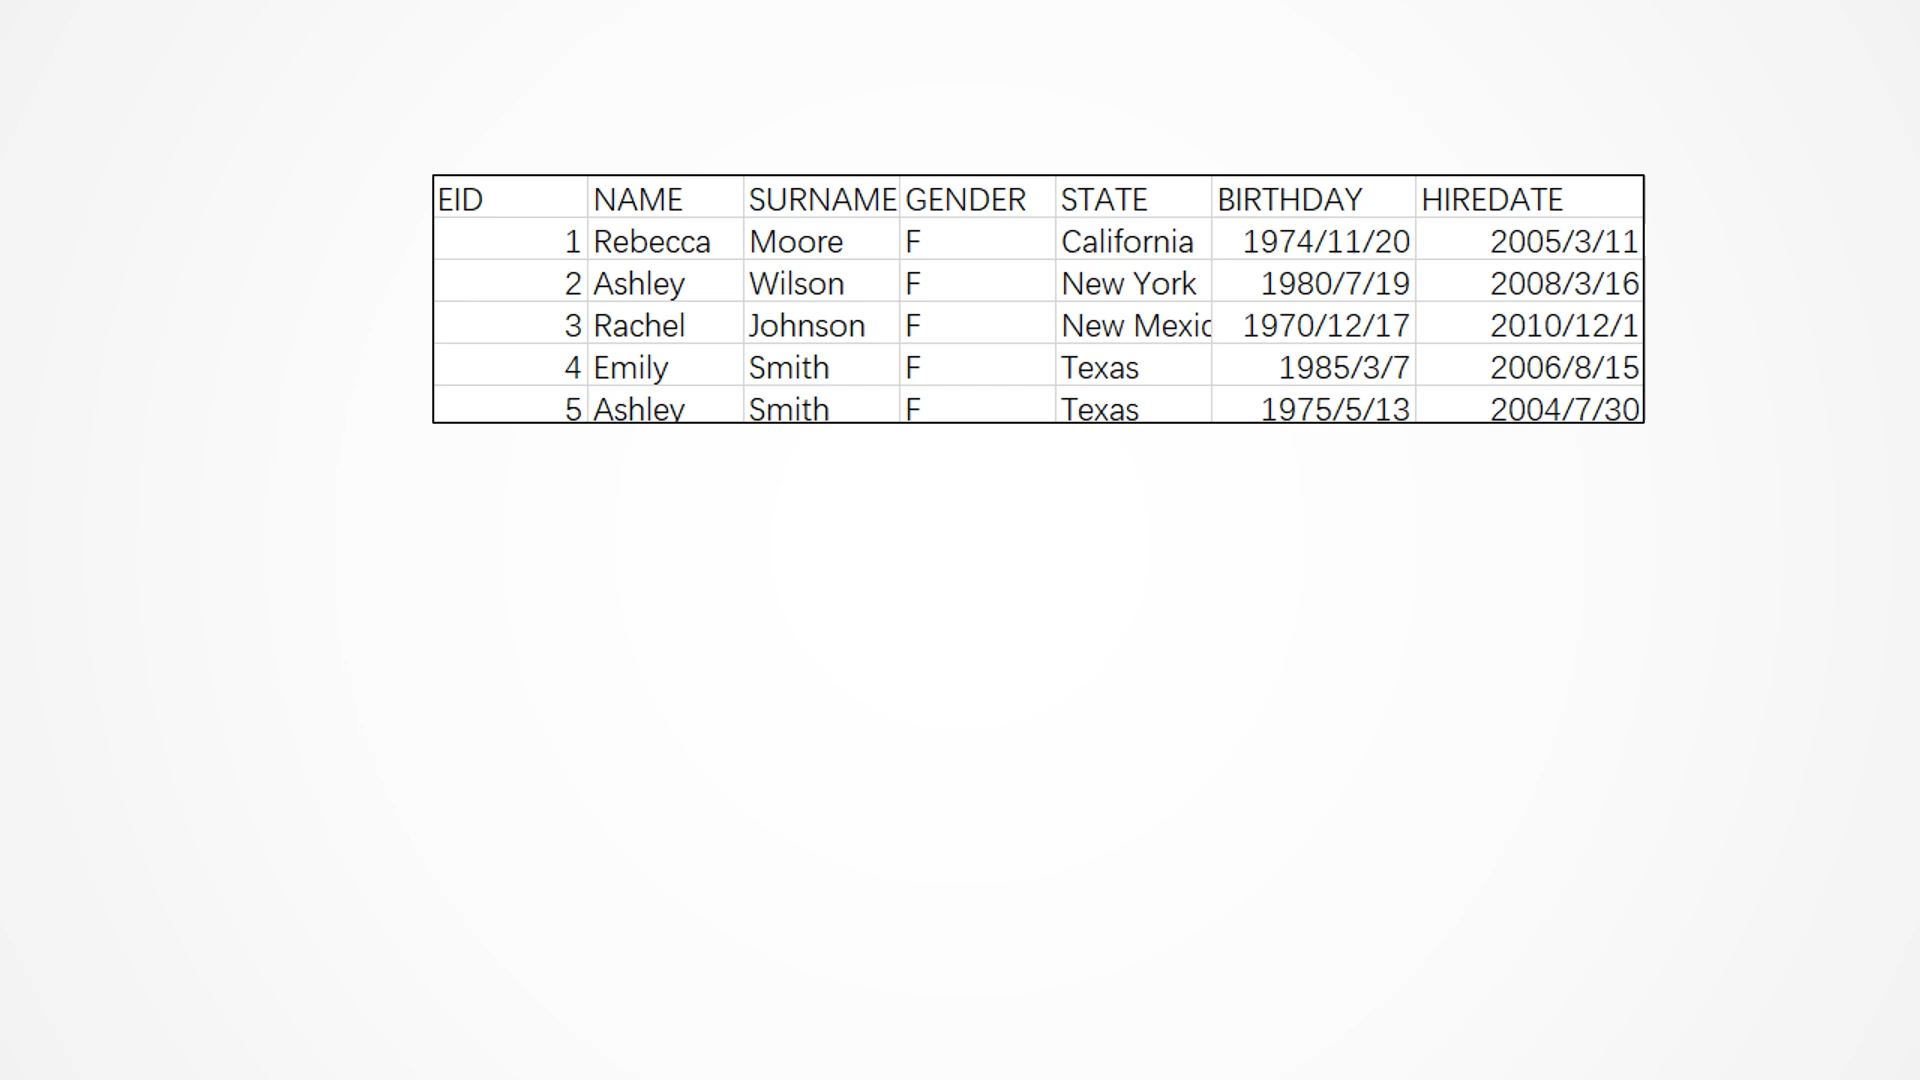 EID NAME SURNAME GENDER STATE BIRTHDAY HIREDATE
1 Rebecca Moore F California 1974/11/20 2005/3/11
2 Ashley Wilson F New York 1980/7/19 2008/3/16
3 Rachel Johnson F New Mexic 1970/12/17 2010/12/1
4 Emily Smith F Texas 1985/3/7 2006/8/15
5 Ashley Smith F Texas 1975/5/13 2004/7/30